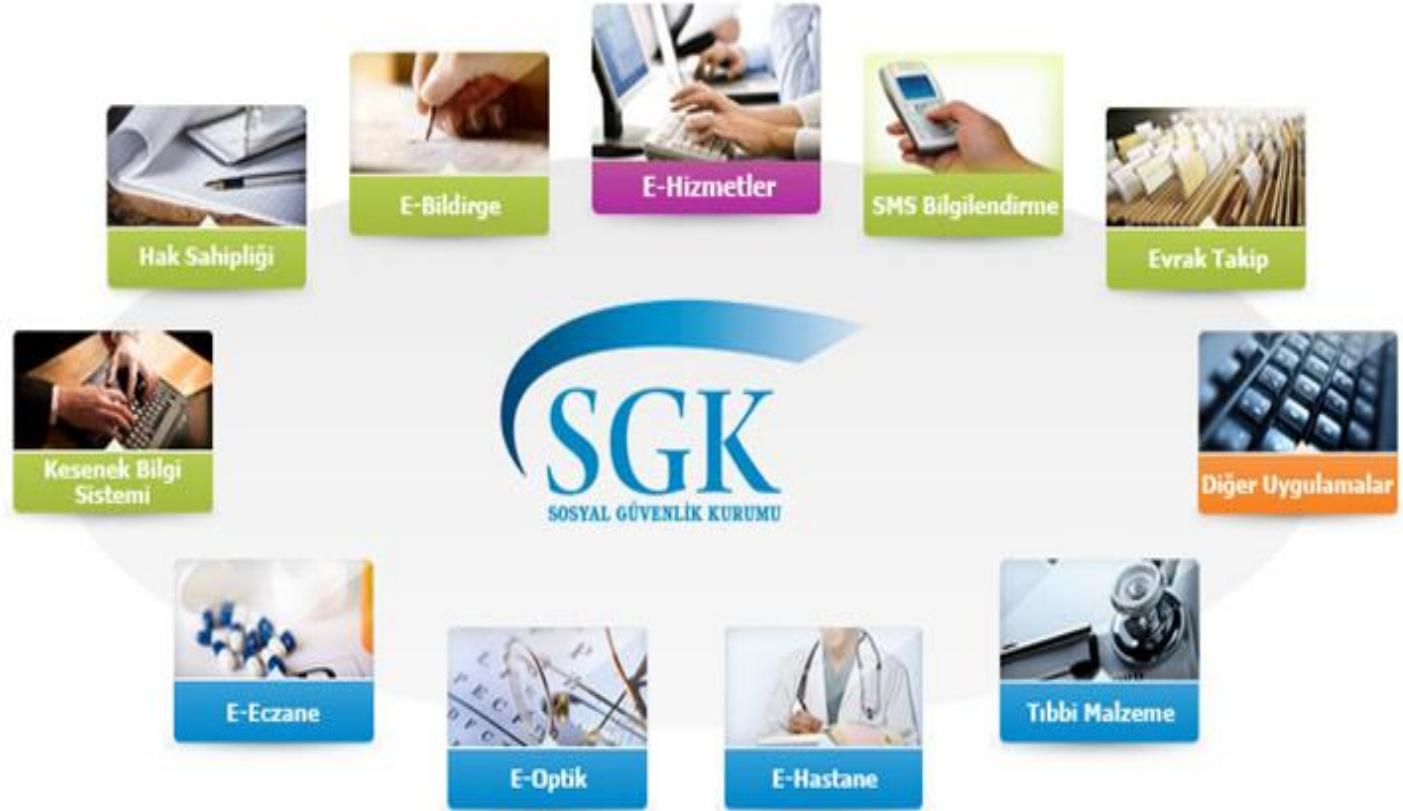 E-Hizmetler
E-Bildirge
SMS Bilgilendirme
Hak Sahipliği
Evrak Takip
SGK
SOSYAL GÜVENLİK KURUMU
Kesenek Bilgi
Sistemi
Diğer Uygulamalar
E-Eczane
Tıbbi Malzeme
E-Optik
E-Hastane